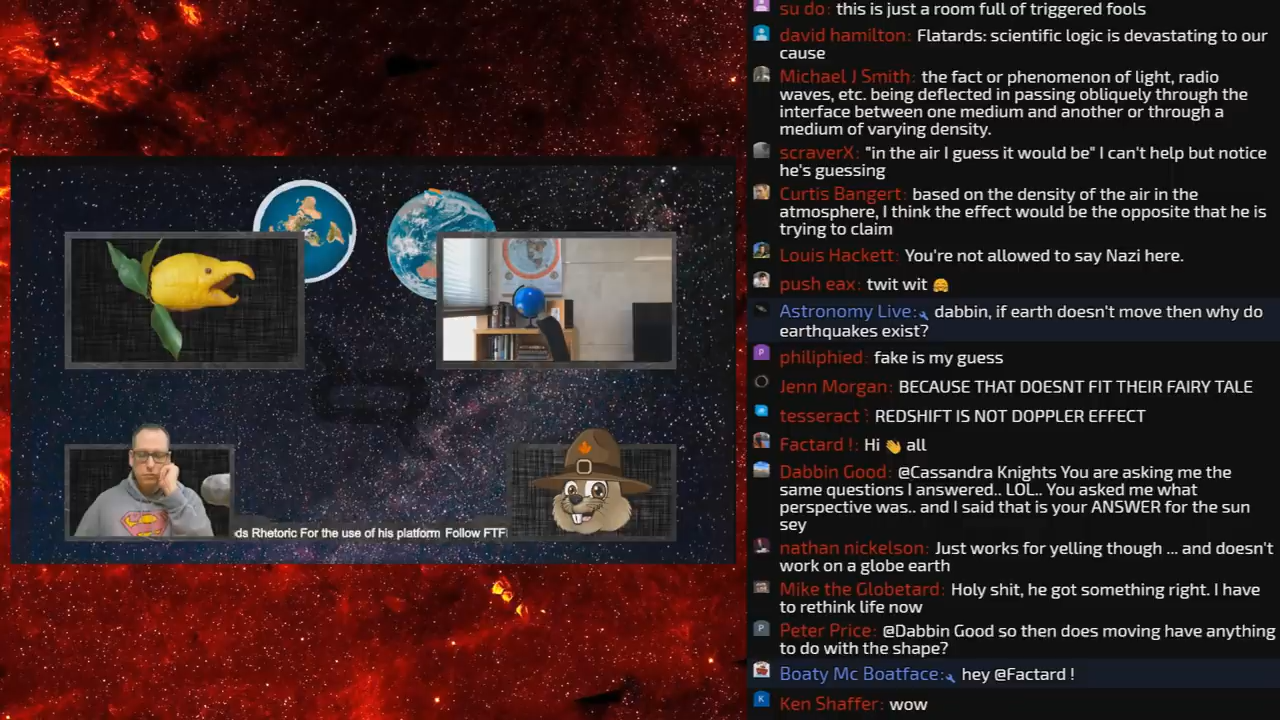 su do: this is just a room full of triggered fools
david hamilton: Flatards: scientific logic is devastating to our
cause
Michael J Smith: the fact or phenomenon of light, radio
waves, etc. being deflected in passing obliquely through the
interface between one medium and another or through a
medium of varying density.
scraverX: "in the air I guess it would be" I can't help but notice
he's guessing
Curtis Bangert: based on the density of the air in the
atmosphere, I think the effect would be the opposite that he is
trying to claim
Louis Hackett: You're not allowed to say Nazi here.
push eax: twit wit
Astronomy Live: dabbin, if earth doesn't move then why do
earthquakes exist?
P
philiphied: fake is my guess
Jenn Morgan: BECAUSE THAT DOESNT FIT THEIR FAIRY TALE
tesseract : REDSHIFT IS NOT DOPPLER EFFECT
Factard !: Hi 👋 all
Dabbin Good: @Cassandra Knights You are asking me the
same questions I answered.. LOL.. You asked me what
perspective was.. and I said that is your ANSWER for the sun
sey
nathan nickelson: Just works for yelling though ... and doesn't
work on a globe earth
Mike the Globetard: Holy shit, he got something right. I have
to rethink life now
P
Peter Price: @Dabbin Good so then does moving have anything
to do with the shape?
Boaty Mc Boatface: hey @Factard !
K
Ken Shaffer: wow
ds Rhetoric For the use of his platform Follow FTF